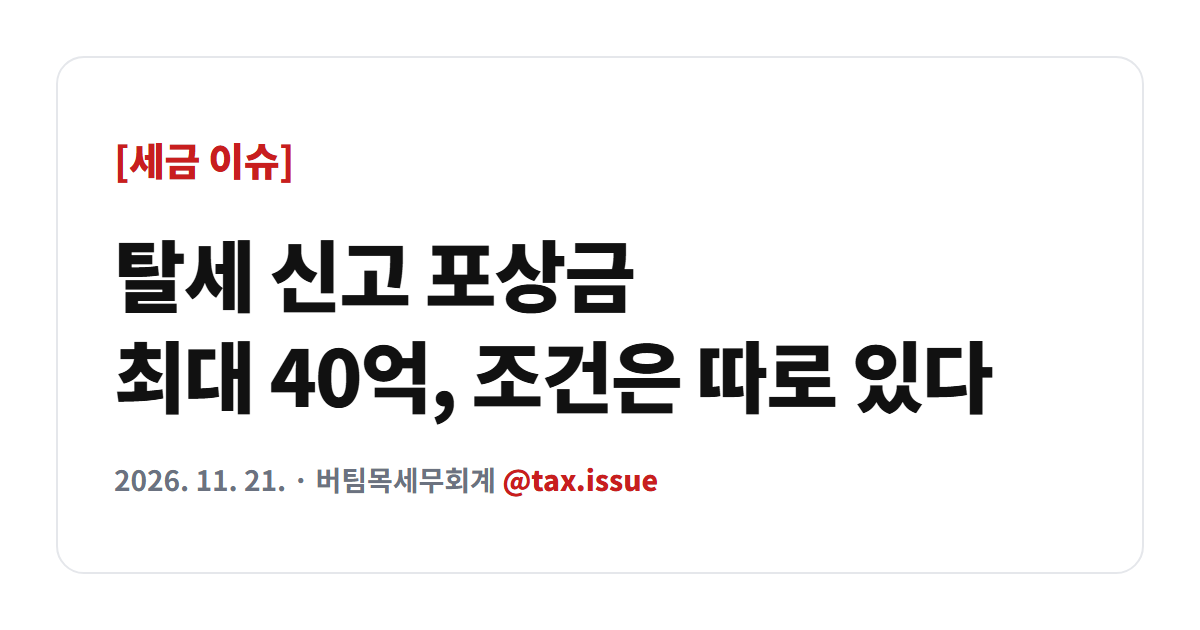 [세금 이슈]
탈세 신고 포상금
최대 40억, 조건은 따로 있다
2026. 11. 21. · 버팀목세무회계 @tax.issue